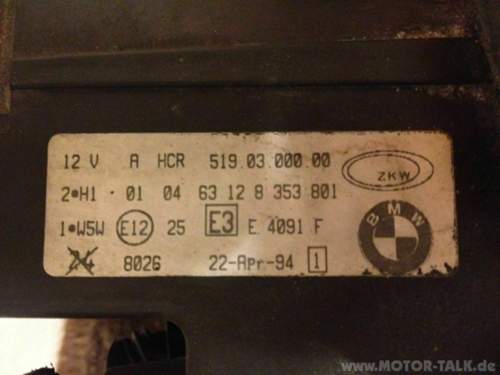 12 V A HCR 519.03.000.00
ZKW
2*H1 · 01 04 63 12 8 353 801
1*W5W E12 25 E3 E 4091 F
BMW
24 8026 22-Apr-94 1
www.MOTOR-TALK.de